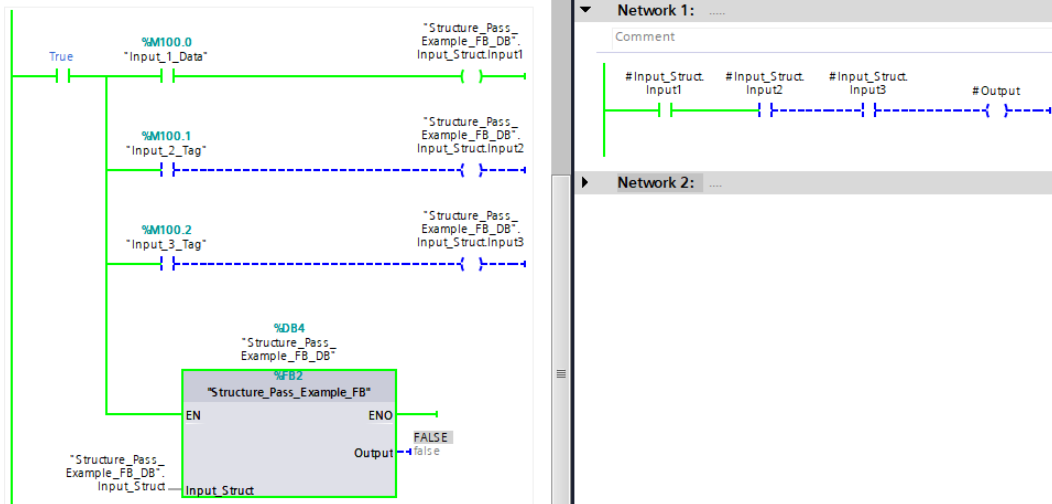 True
%M100.0
"Input_1_Data"
"Structure_Pass_
Example_FB_DB".
Input_Struct.Input1
%M100.1
"Input_2_Tag"
"Structure_Pass_
Example_FB_DB".
Input_Struct.Input2
%M100.2
"Input_3_Tag"
"Structure_Pass_
Example_FB_DB".
Input_Struct.Input3
%DB4
"Structure_Pass_
Example_FB_DB"
%FB2
"Structure_Pass_Example_FB"
EN
ENO
FALSE
Output
false
"Structure_Pass_
Example_FB_DB".
Input_Struct
Input_Struct
Network 1: .....
Comment
#Input_Struct.
Input1
#Input_Struct.
Input2
#Input_Struct.
Input3
#Output
Network 2: .....